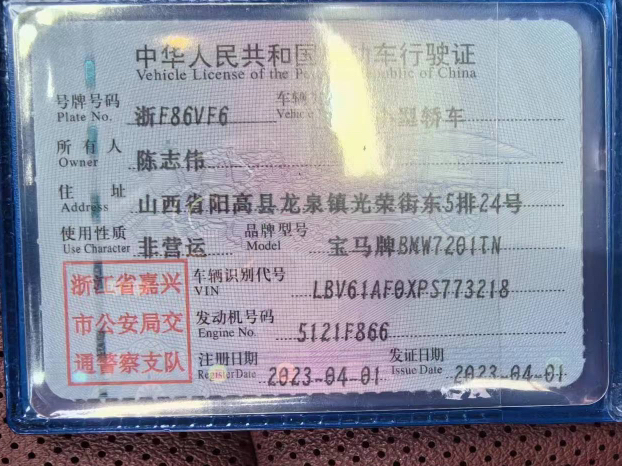 中华人民共和国 动车行驶证
Vehicle License of the Pe public of China
号牌号码 浙F86VF6 车辆 小型轿车
Plate No. Vehicle
所有人 陈志伟
Owner
住址 山西省阳高县龙泉镇光荣街东5排24号
Address
使用性质 非营运 品牌型号 宝马牌BMW7201TN
Use Character Model
浙江省嘉兴
市公安局交
通警察支队
车辆识别代号 LBV61AF0XPS773218
VIN
发动机号码 5121F866
Engine No.
注册日期 2023-04-01 发证日期 2023-04-01
Register Date Issue Date